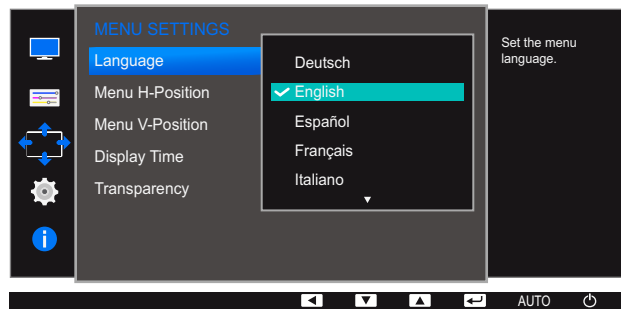 MENU SETTINGS
Language
Menu H-Position
Menu V-Position
Display Time
Transparency
Deutsch
English
Español
Français
Italiano
Set the menu
language.
i
AUTO